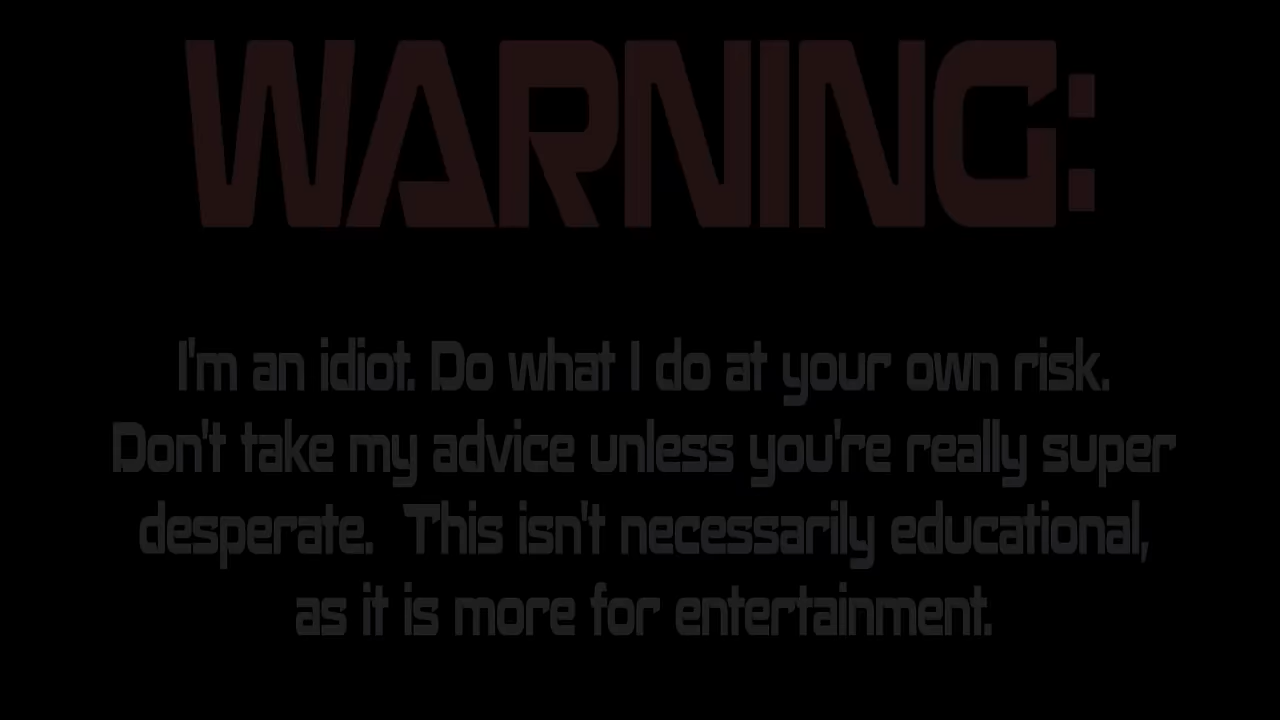 WARNING:
I'm an idiot. Do what I do at your own risk.
Don't take my advice unless you're really super
desperate.  This isn't necessarily educational,
as it is more for entertainment.